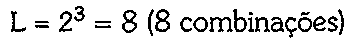 L = 2³ = 8 (8 combinações)